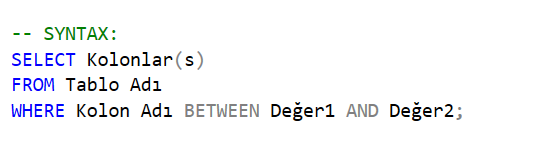 -- SYNTAX:
SELECT Kolonlar(s)
FROM Tablo Adı
WHERE Kolon Adı BETWEEN Değer1 AND Değer2;